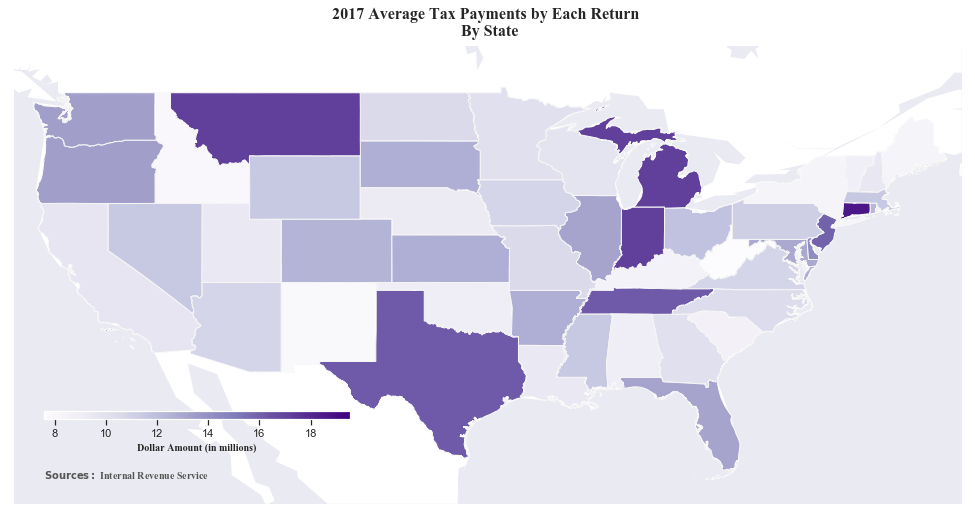 2017 Average Tax Payments by Each Return
By State
8 10 12 14 16 18
Dollar Amount (in millions)
Sources: Internal Revenue Service